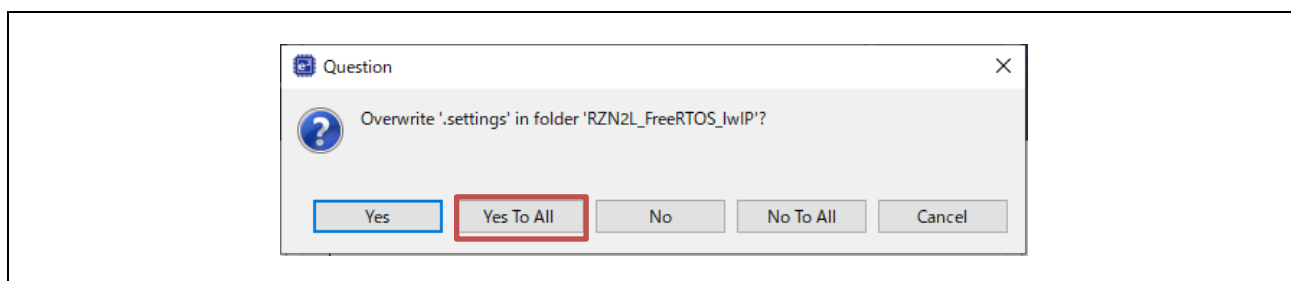 Question
Overwrite '.settings' in folder 'RZN2L_FreeRTOS_lwIP'?
Yes
Yes To All
No
No To All
Cancel